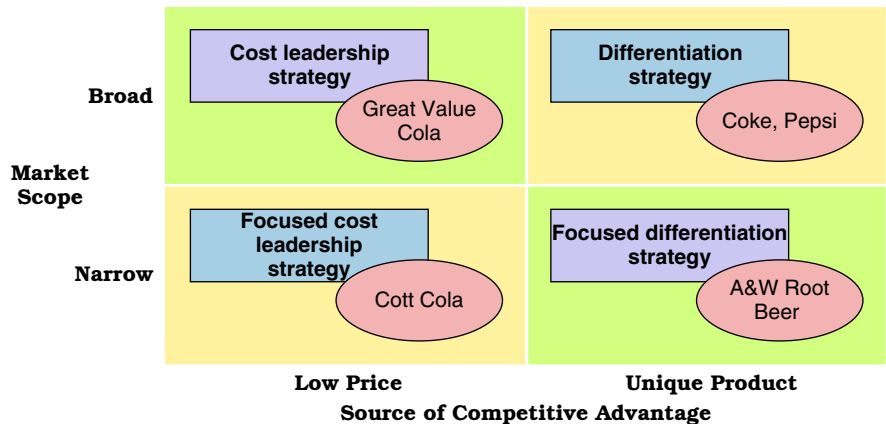 Cost leadership
strategy
Great Value
Cola
Differentiation
strategy
Coke, Pepsi
Broad
Market
Scope
Focused cost
leadership
strategy
Cott Cola
Focused differentiation
strategy
A&W Root
Beer
Narrow
Low Price
Unique Product
Source of Competitive Advantage